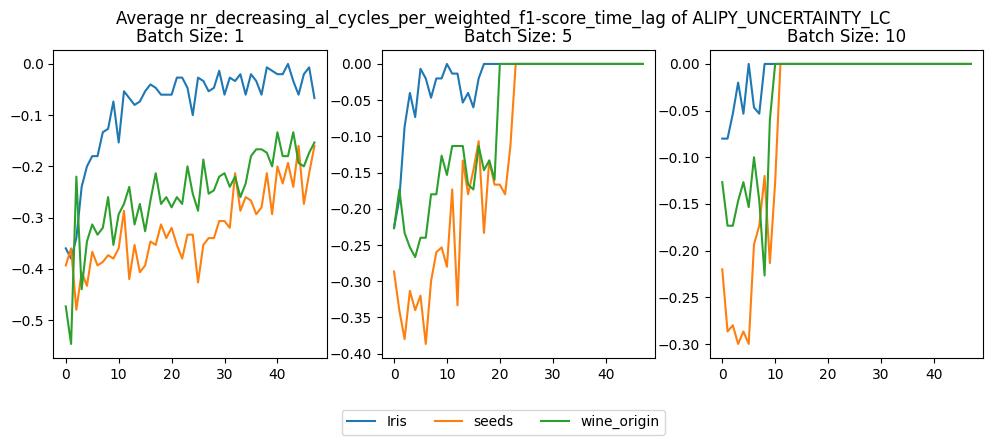 Average nr_decreasing_al_cycles_per_weighted_f1-score_time_lag of ALIPY_UNCERTAINTY_LC
Batch Size: 1
0.0
−0.1
−0.2
−0.3
−0.4
−0.5
0 10 20 30 40
Batch Size: 5
0.00
−0.05
−0.10
−0.15
−0.20
−0.25
−0.30
−0.35
−0.40
0 20 40
Batch Size: 10
0.00
−0.05
−0.10
−0.15
−0.20
−0.25
−0.30
0 10 20 30 40
Iris seeds wine_origin